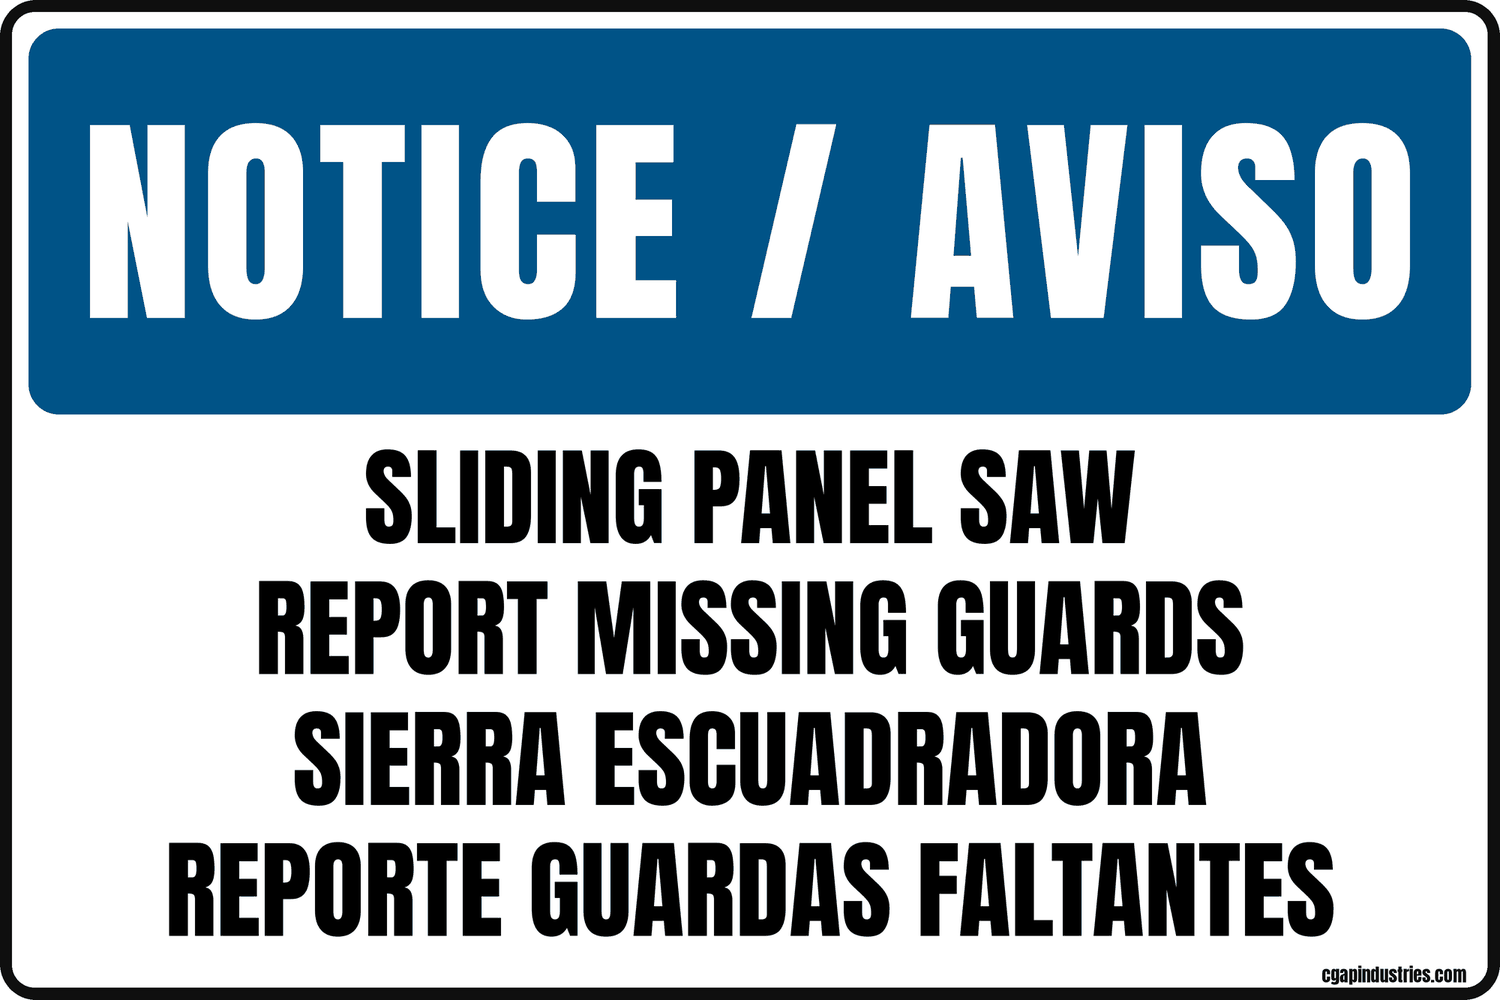 NOTICE / AVISO
SLIDING PANEL SAW
REPORT MISSING GUARDS
SIERRA ESCUADRADORA
REPORTE GUARDAS FALTANTES
cgapindustries.com